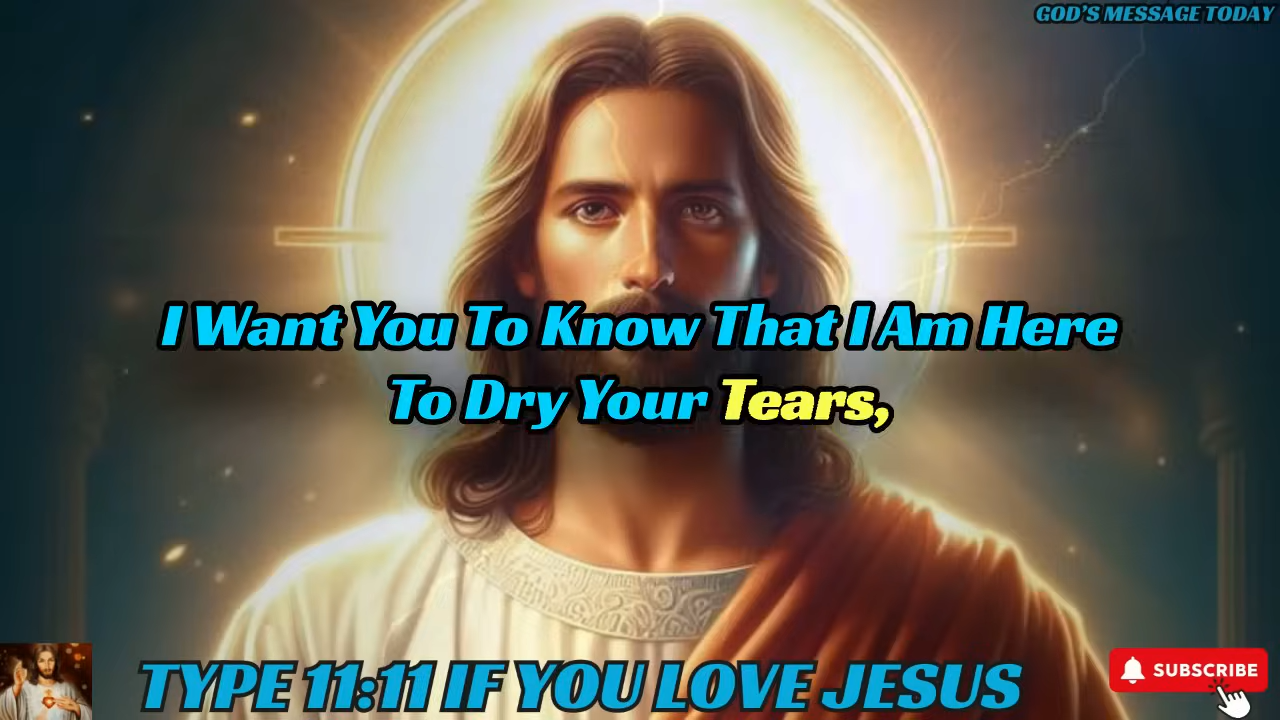 GOD'S MESSAGE TODAY
I Want You To Know That I Am Here
To Dry Your Tears,
TYPE 11:11 IF YOU LOVE JESUS
SUBSCRIBE